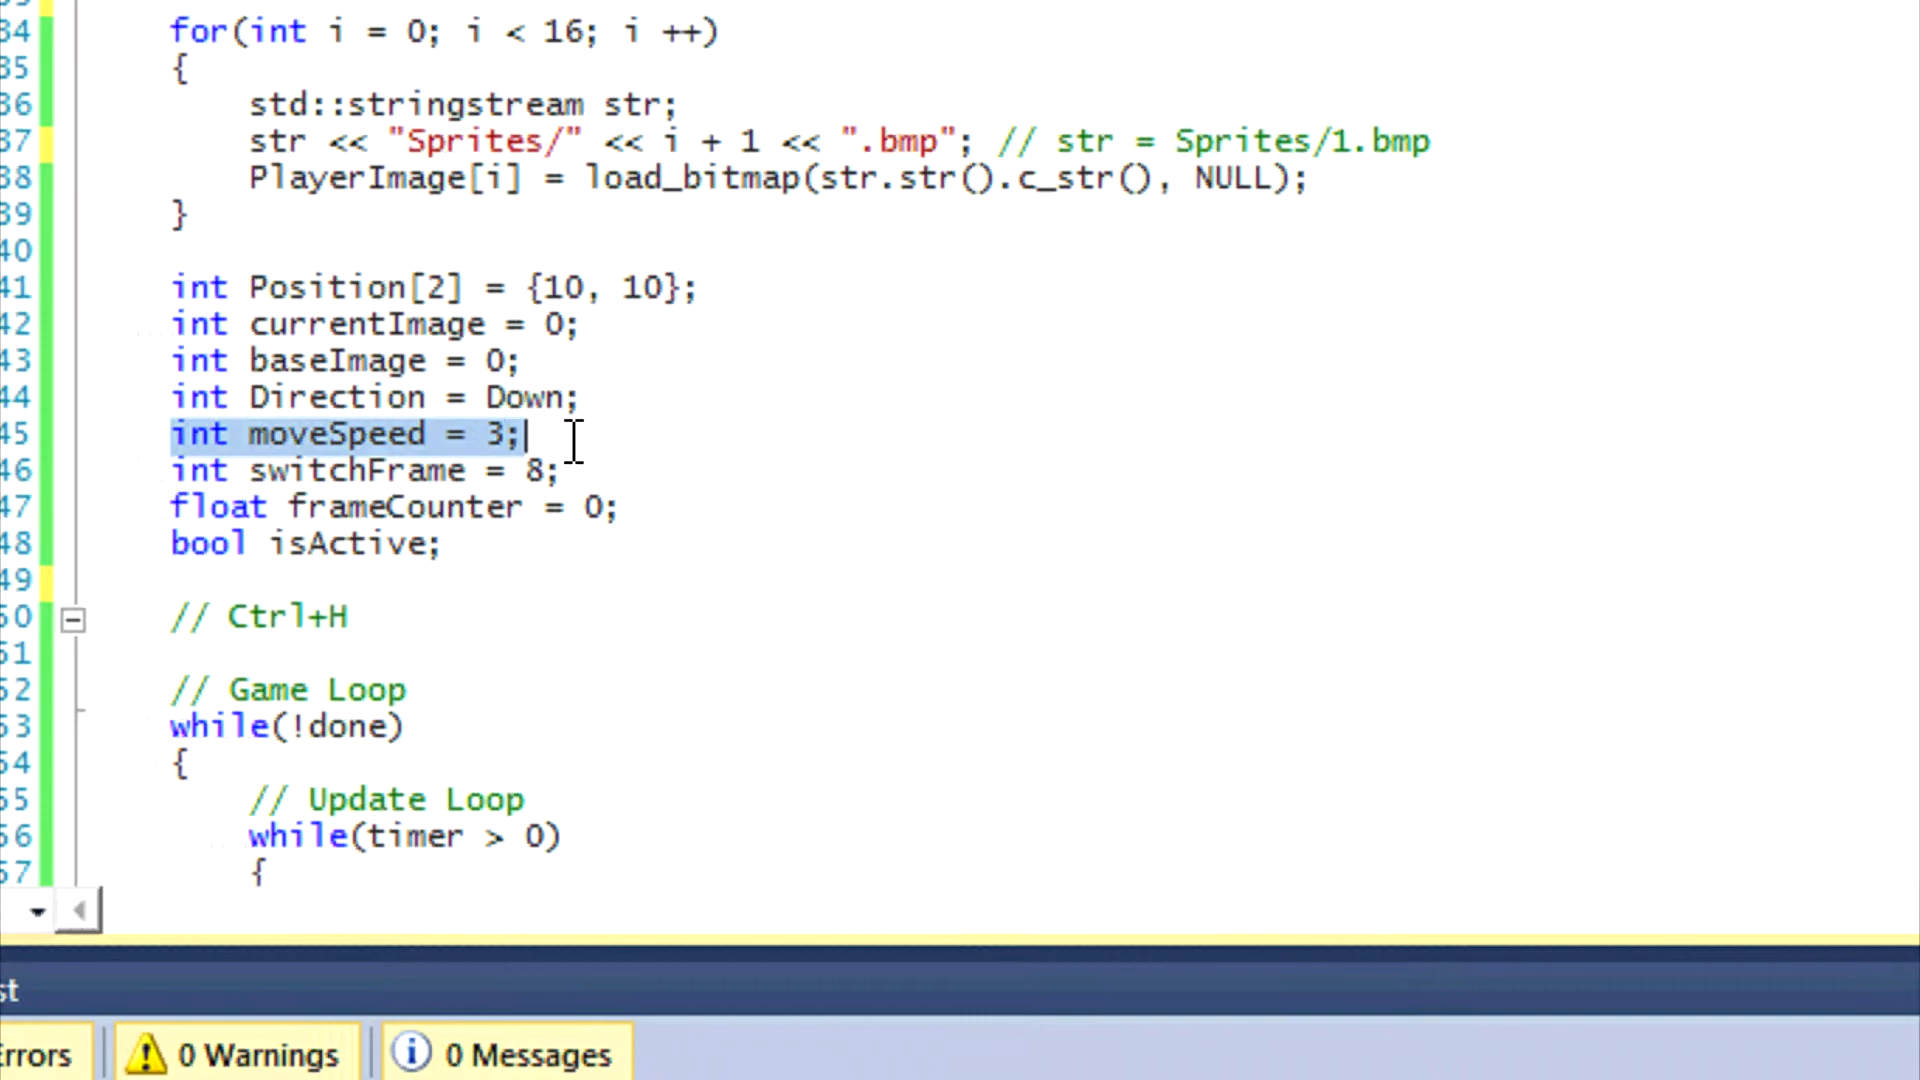 34 for(int i = 0; i < 16; i ++)
35 {
36 std::stringstream str;
37 str << "Sprites/" << i + 1 << ".bmp"; // str = Sprites/1.bmp
38 PlayerImage[i] = load_bitmap(str.str().c_str(), NULL);
39 }
40
41 int Position[2] = {10, 10};
42 int currentImage = 0;
43 int baseImage = 0;
44 int Direction = Down;
45 int moveSpeed = 3;
46 int switchFrame = 8;
47 float frameCounter = 0;
48 bool isActive;
49
50 // Ctrl+H
51
52 // Game Loop
53 while(!done)
54 {
55 // Update Loop
56 while(timer > 0)
57 {
st
Errors 0 Warnings 0 Messages